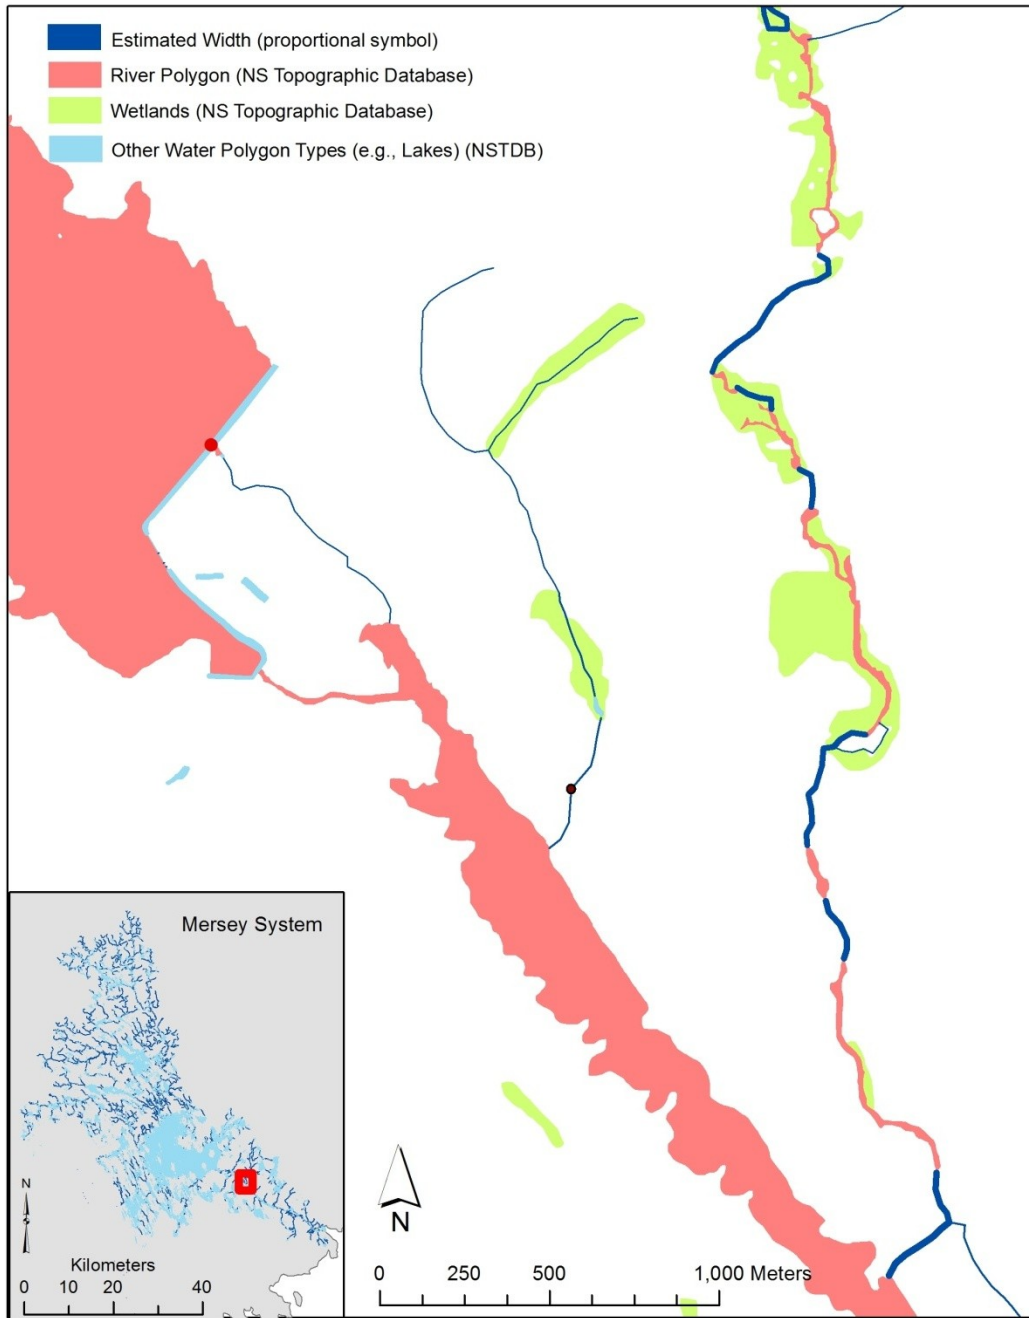 Estimated Width (proportional symbol)
River Polygon (NS Topographic Database)
Wetlands (NS Topographic Database)
Other Water Polygon Types (e.g., Lakes) (NSTDB)
Mersey System
N
Kilometers
0 10 20 40
N
0 250 500 1,000 Meters